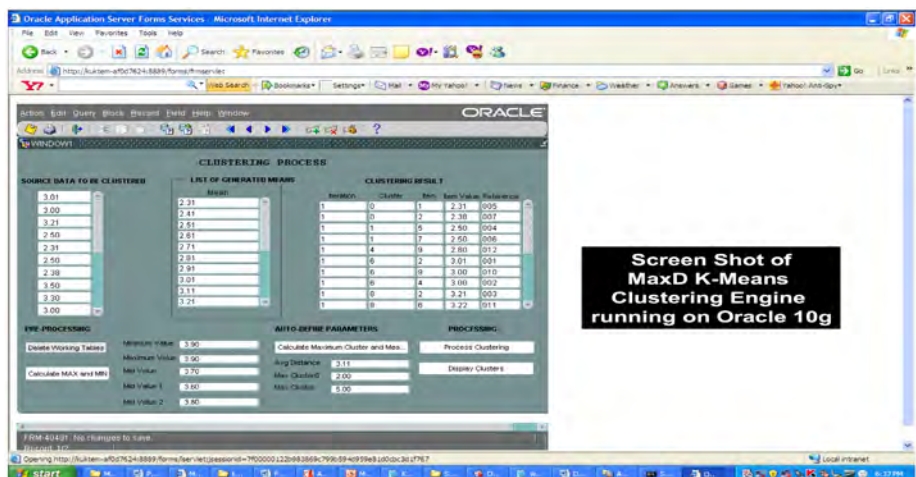 Oracle Application Server Forms Services - Microsoft Internet Explorer
File Edit View Favorites Tools Help
Back Search Favorites
Address http://kuktem-af0d7624:8889/forms/frmservlet Go Links
Y7 Web Search Bookmarks Settings Mail My Yahoo! News Finance Weather Answers Games Yahoo! Anti-Spy
Action Edit Query Block Record Field Help Window ORACLE
WINDOW1
CLUSTERING PROCESS
SOURCE DATA TO BE CLUSTERED LIST OF GENERATED MEANS CLUSTERING RESULT
Mean Iteration Cluster Item Item Value Reference
3.01 2.31 1 0 1 2.31 005
3.00 2.41 1 0 2 2.38 007
3.21 2.51 1 1 5 2.50 004
2.50 2.61 1 1 7 2.50 006
2.31 2.71 1 4 9 2.80 012
2.50 2.81 1 6 2 3.01 001
2.38 2.91 1 6 9 3.00 010
3.50 3.01 1 6 4 3.00 002
3.30 3.11 1 8 2 3.21 003
3.00 3.21 1 8 6 3.22 011
PRE-PROCESSING AUTO-DEFINE PARAMETERS PROCESSING
Delete Working Tables Minimum Value 3.90 Calculate Maximum Cluster and Mea... Process Clustering
Maximum Value 3.90 Avg Distance 3.11
Calculate MAX and MIN Mid Value 3.70 Max Cluster0 2.00 Display Clusters
Mid Value 1 3.60 Max Cluster 5.00
Mid Value 2 3.80
FRM-40401: No changes to save.
Record: 1/?
Screen Shot of
MaxD K-Means
Clustering Engine
running on Oracle 10g
Local intranet
start 6:37 PM